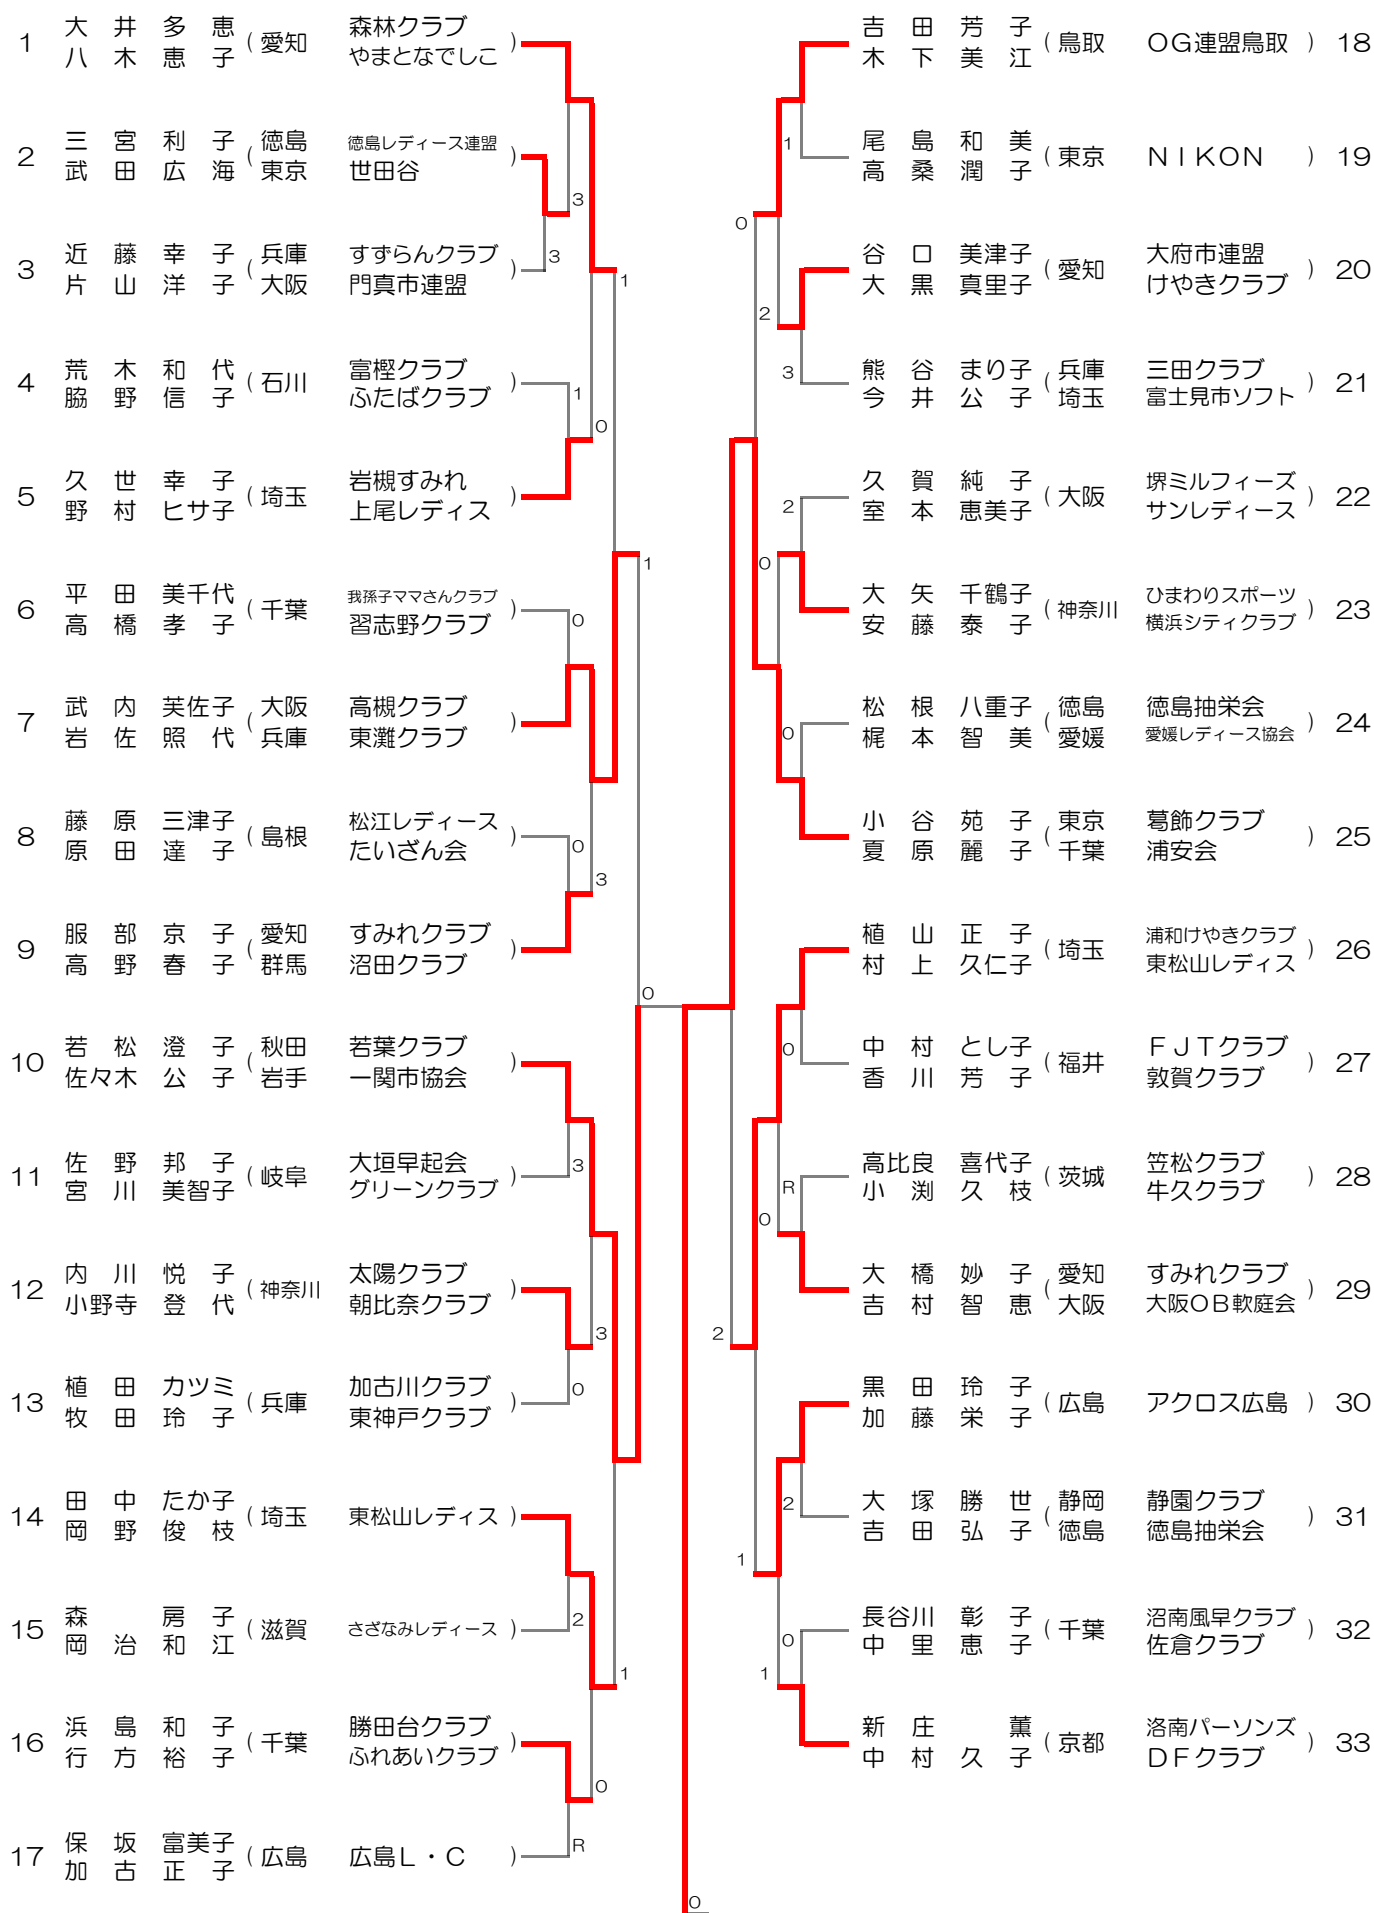 1 大井多恵 (愛知 森林クラブ)
八木恵子 やまとなでしこ
2 三宮利子 (徳島 徳島レディース連盟)
武田広海 東京 世田谷
3
3 近藤幸子 (兵庫 すずらんクラブ)
片山洋子 大阪 門真市連盟
3
1
4 荒木和代 (石川 富樫クラブ)
脇野信子 ふたばクラブ
1
0
5 久世幸子 (埼玉 岩槻すみれ)
野村ヒサ子 上尾レディス
1
6 平田美千代 (千葉 我孫子ママさんクラブ)
高橋孝子 習志野クラブ
0
7 武内芙佐子 (大阪 高槻クラブ)
岩佐照代 兵庫 東灘クラブ
8 藤原三津子 (島根 松江レディース)
原田達子 たいざん会
0
3
9 服部京子 (愛知 すみれクラブ)
高野春子 群馬 沼田クラブ
0
10 若松澄子 (秋田 若葉クラブ)
佐々木公子 岩手 一関市協会
11 佐野邦子 (岐阜 大垣早起会)
宮川美智子 グリーンクラブ
3
12 内川悦子 (神奈川 太陽クラブ)
小野寺登代 朝比奈クラブ
3
13 植田カツミ (兵庫 加古川クラブ)
牧田玲子 東神戸クラブ
0
14 田中たか子 (埼玉 東松山レディス)
岡野俊枝
15 森房子 (滋賀 さざなみレディース)
岡治和江
2
1
16 浜島和子 (千葉 勝田台クラブ)
行方裕子 ふれあいクラブ
0
17 保坂富美子 (広島 広島L・C)
加古正子
R
0
吉田芳子 (鳥取 OG連盟鳥取) 18
木下美江
1
尾島和美 (東京 NIKON) 19
高桑潤子
0
谷口美津子 (愛知 大府市連盟) 20
大黒真里子 けやきクラブ
2
3
熊谷まり子 (兵庫 三田クラブ) 21
今井公子 埼玉 富士見市ソフト
2
久賀純子 (大阪 堺ミルフィーズ) 22
室本恵美子 サンレディース
0
大矢千鶴子 (神奈川 ひまわりスポーツ) 23
安藤泰子 横浜シティクラブ
0
松根八重子 (徳島 徳島抽栄会) 24
梶本智美 愛媛 愛媛レディース協会
小谷苑子 (東京 葛飾クラブ) 25
夏原麗子 千葉 浦安会
植山正子 (埼玉 浦和けやきクラブ) 26
村上久仁子 東松山レディス
0
中村とし子 (福井 FJTクラブ) 27
香川芳子 敦賀クラブ
R
高比良喜代子 (茨城 笠松クラブ) 28
小渕久枝 牛久クラブ
0
大橋妙子 (愛知 すみれクラブ) 29
吉村智恵 大阪 大阪OB軟庭会
2
黒田玲子 (広島 アクロス広島) 30
加藤栄子
2
大塚勝世 (静岡 静園クラブ) 31
吉田弘子 徳島 徳島抽栄会
1
長谷川彰子 (千葉 沼南風早クラブ) 32
中里恵子 佐倉クラブ
0
1
新庄薫 (京都 洛南パーソンズ) 33
中村久子 DFクラブ